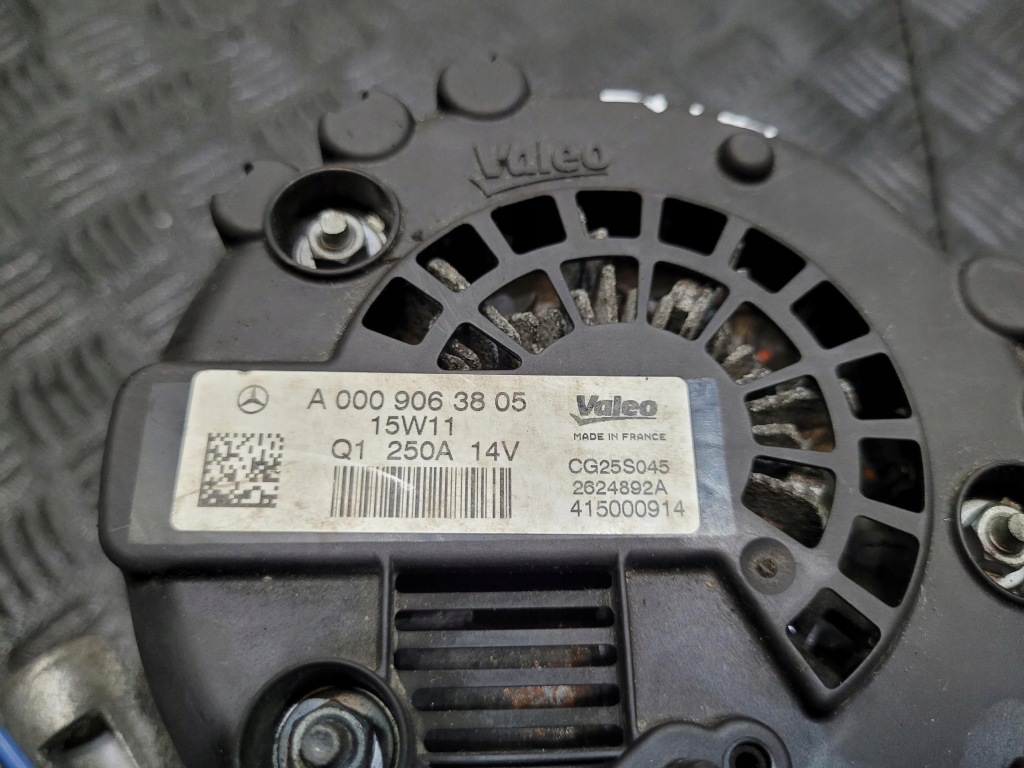 Valeo
A 000 906 38 05
15W11
Q1 250A 14V
Valeo
MADE IN FRANCE
CG25S045
2624892A
415000914